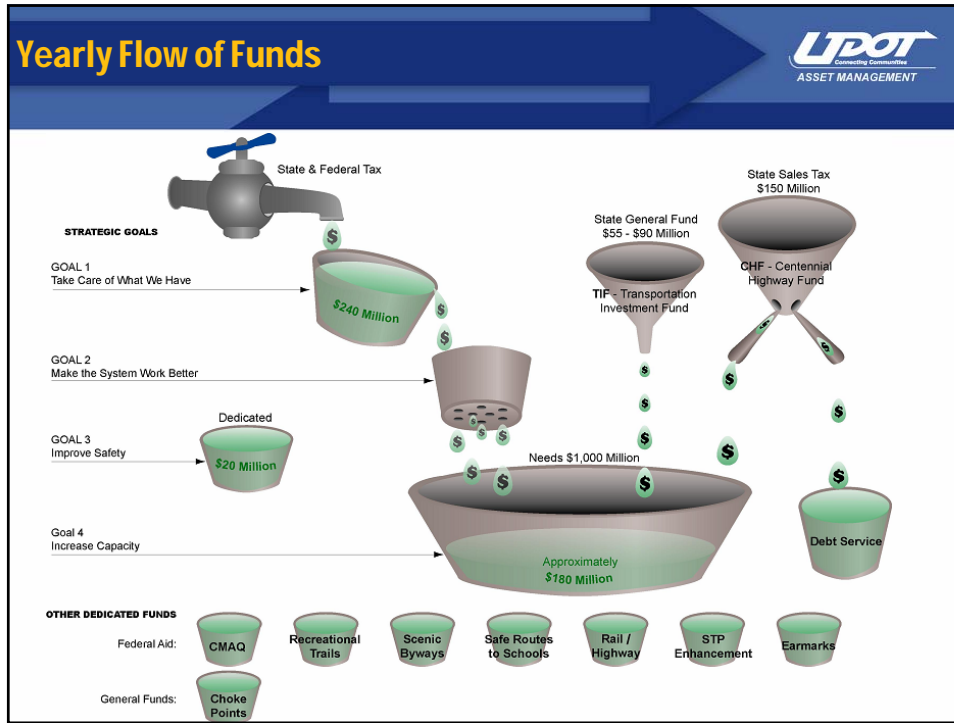 Yearly Flow of Funds
UDOT
Connecting Communities
ASSET MANAGEMENT
State & Federal Tax
State Sales Tax
$150 Million
State General Fund
$55 - $90 Million
STRATEGIC GOALS
GOAL 1
Take Care of What We Have
$240 Million
TIF - Transportation
Investment Fund
CHF - Centennial
Highway Fund
$
$
$
$
$
GOAL 2
Make the System Work Better
$
$
$
$
$
$
Dedicated
GOAL 3
Improve Safety
$20 Million
$
$
$
$
$
Needs $1,000 Million
$
$
$
$
Goal 4
Increase Capacity
Approximately
$180 Million
Debt Service
OTHER DEDICATED FUNDS
Federal Aid:
CMAQ
Recreational
Trails
Scenic
Byways
Safe Routes
to Schools
Rail /
Highway
STP
Enhancement
Earmarks
General Funds:
Choke
Points